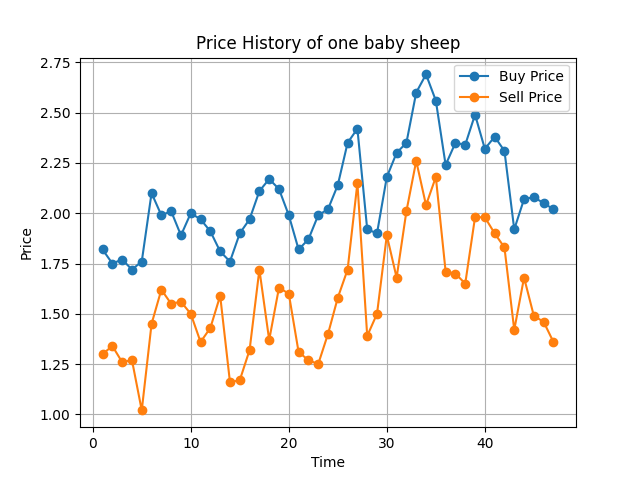 Price History of one baby sheep
Buy Price
Sell Price
2.75
2.50
2.25
2.00
1.75
1.50
1.25
1.00
Price
0 10 20 30 40
Time